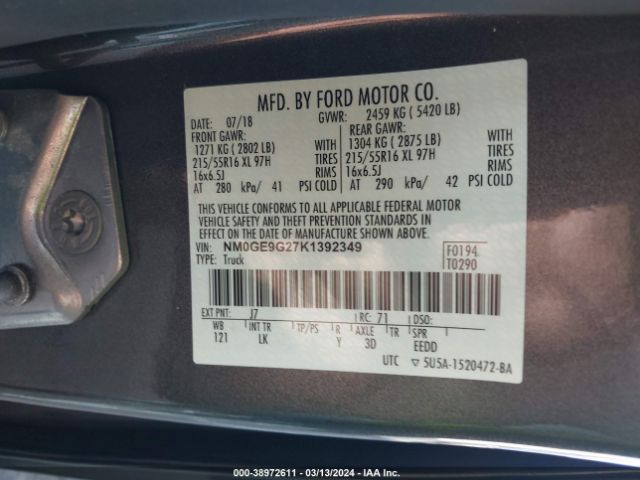 MFD. BY FORD MOTOR CO.
DATE: 07/18 GVWR: 2459 KG (5420 LB)
FRONT GAWR: REAR GAWR:
1271 KG (2802 LB) WITH 1304 KG (2875 LB) WITH
215/55R16 XL 97H TIRES 215/55R16 XL 97H TIRES
16x6.5J RIMS 16x6.5J RIMS
AT 280 kPa/ 41 PSI COLD AT 290 kPa/ 42 PSI COLD
THIS VEHICLE CONFORMS TO ALL APPLICABLE FEDERAL MOTOR
VEHICLE SAFETY AND THEFT PREVENTION STANDARDS IN
EFFECT ON THE DATE OF MANUFACTURE SHOWN ABOVE.
VIN: NM0GE9G27K1392349 F0194
TYPE: Truck T0290
EXT PNT: J7 RC: 71 DSO:
WB INT TR TP/PS R AXLE TR SPR
121 LK Y 3D EEDD
UTC ▽ 5U5A-1520472-BA
000-38972611 - 03/13/2024 - IAA Inc.